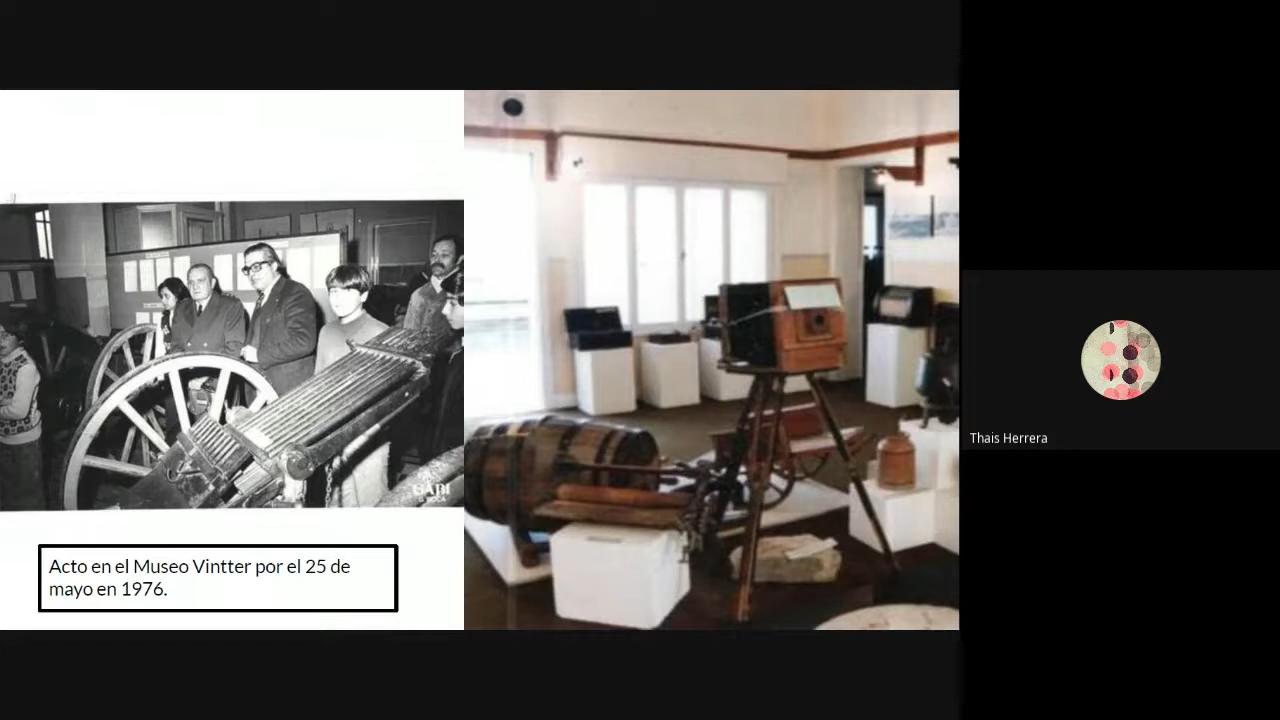 Acto en el Museo Vintter por el 25 de
mayo en 1976.
Thais Herrera